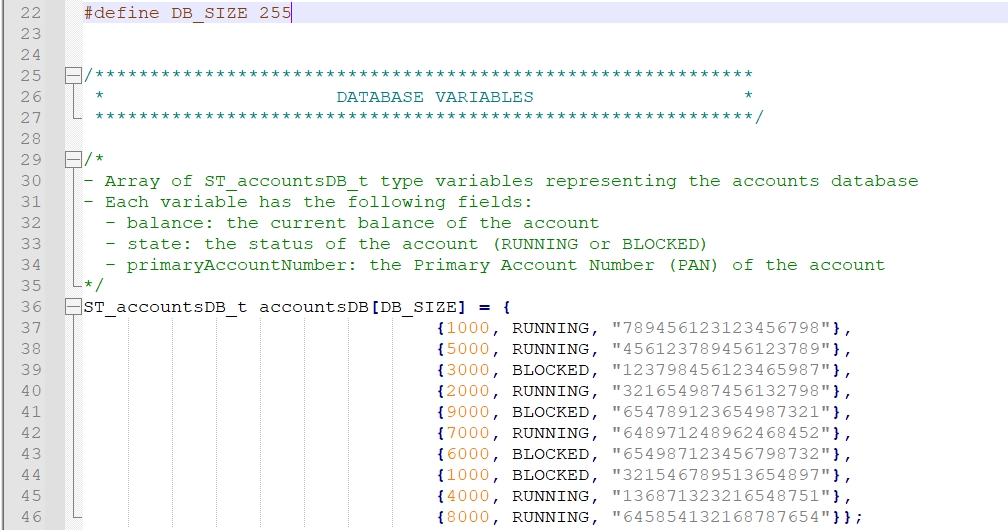 22 #define DB_SIZE 255
23
24
25 /************************************************************
26 * DATABASE VARIABLES *
27 ************************************************************/
28
29 /*
30 - Array of ST_accountsDB_t type variables representing the accounts database
31 - Each variable has the following fields:
32 - balance: the current balance of the account
33 - state: the status of the account (RUNNING or BLOCKED)
34 - primaryAccountNumber: the Primary Account Number (PAN) of the account
35 */
36 ST_accountsDB_t accountsDB[DB_SIZE] = {
37 {1000, RUNNING, "789456123123456798"},
38 {5000, RUNNING, "456123789456123789"},
39 {3000, BLOCKED, "123798456123465987"},
40 {2000, RUNNING, "321654987456132798"},
41 {9000, BLOCKED, "654789123654987321"},
42 {7000, RUNNING, "648971248962468452"},
43 {6000, BLOCKED, "654987123456798732"},
44 {1000, BLOCKED, "321546789513654897"},
45 {4000, RUNNING, "136871323216548751"},
46 {8000, RUNNING, "645854132168787654"}};